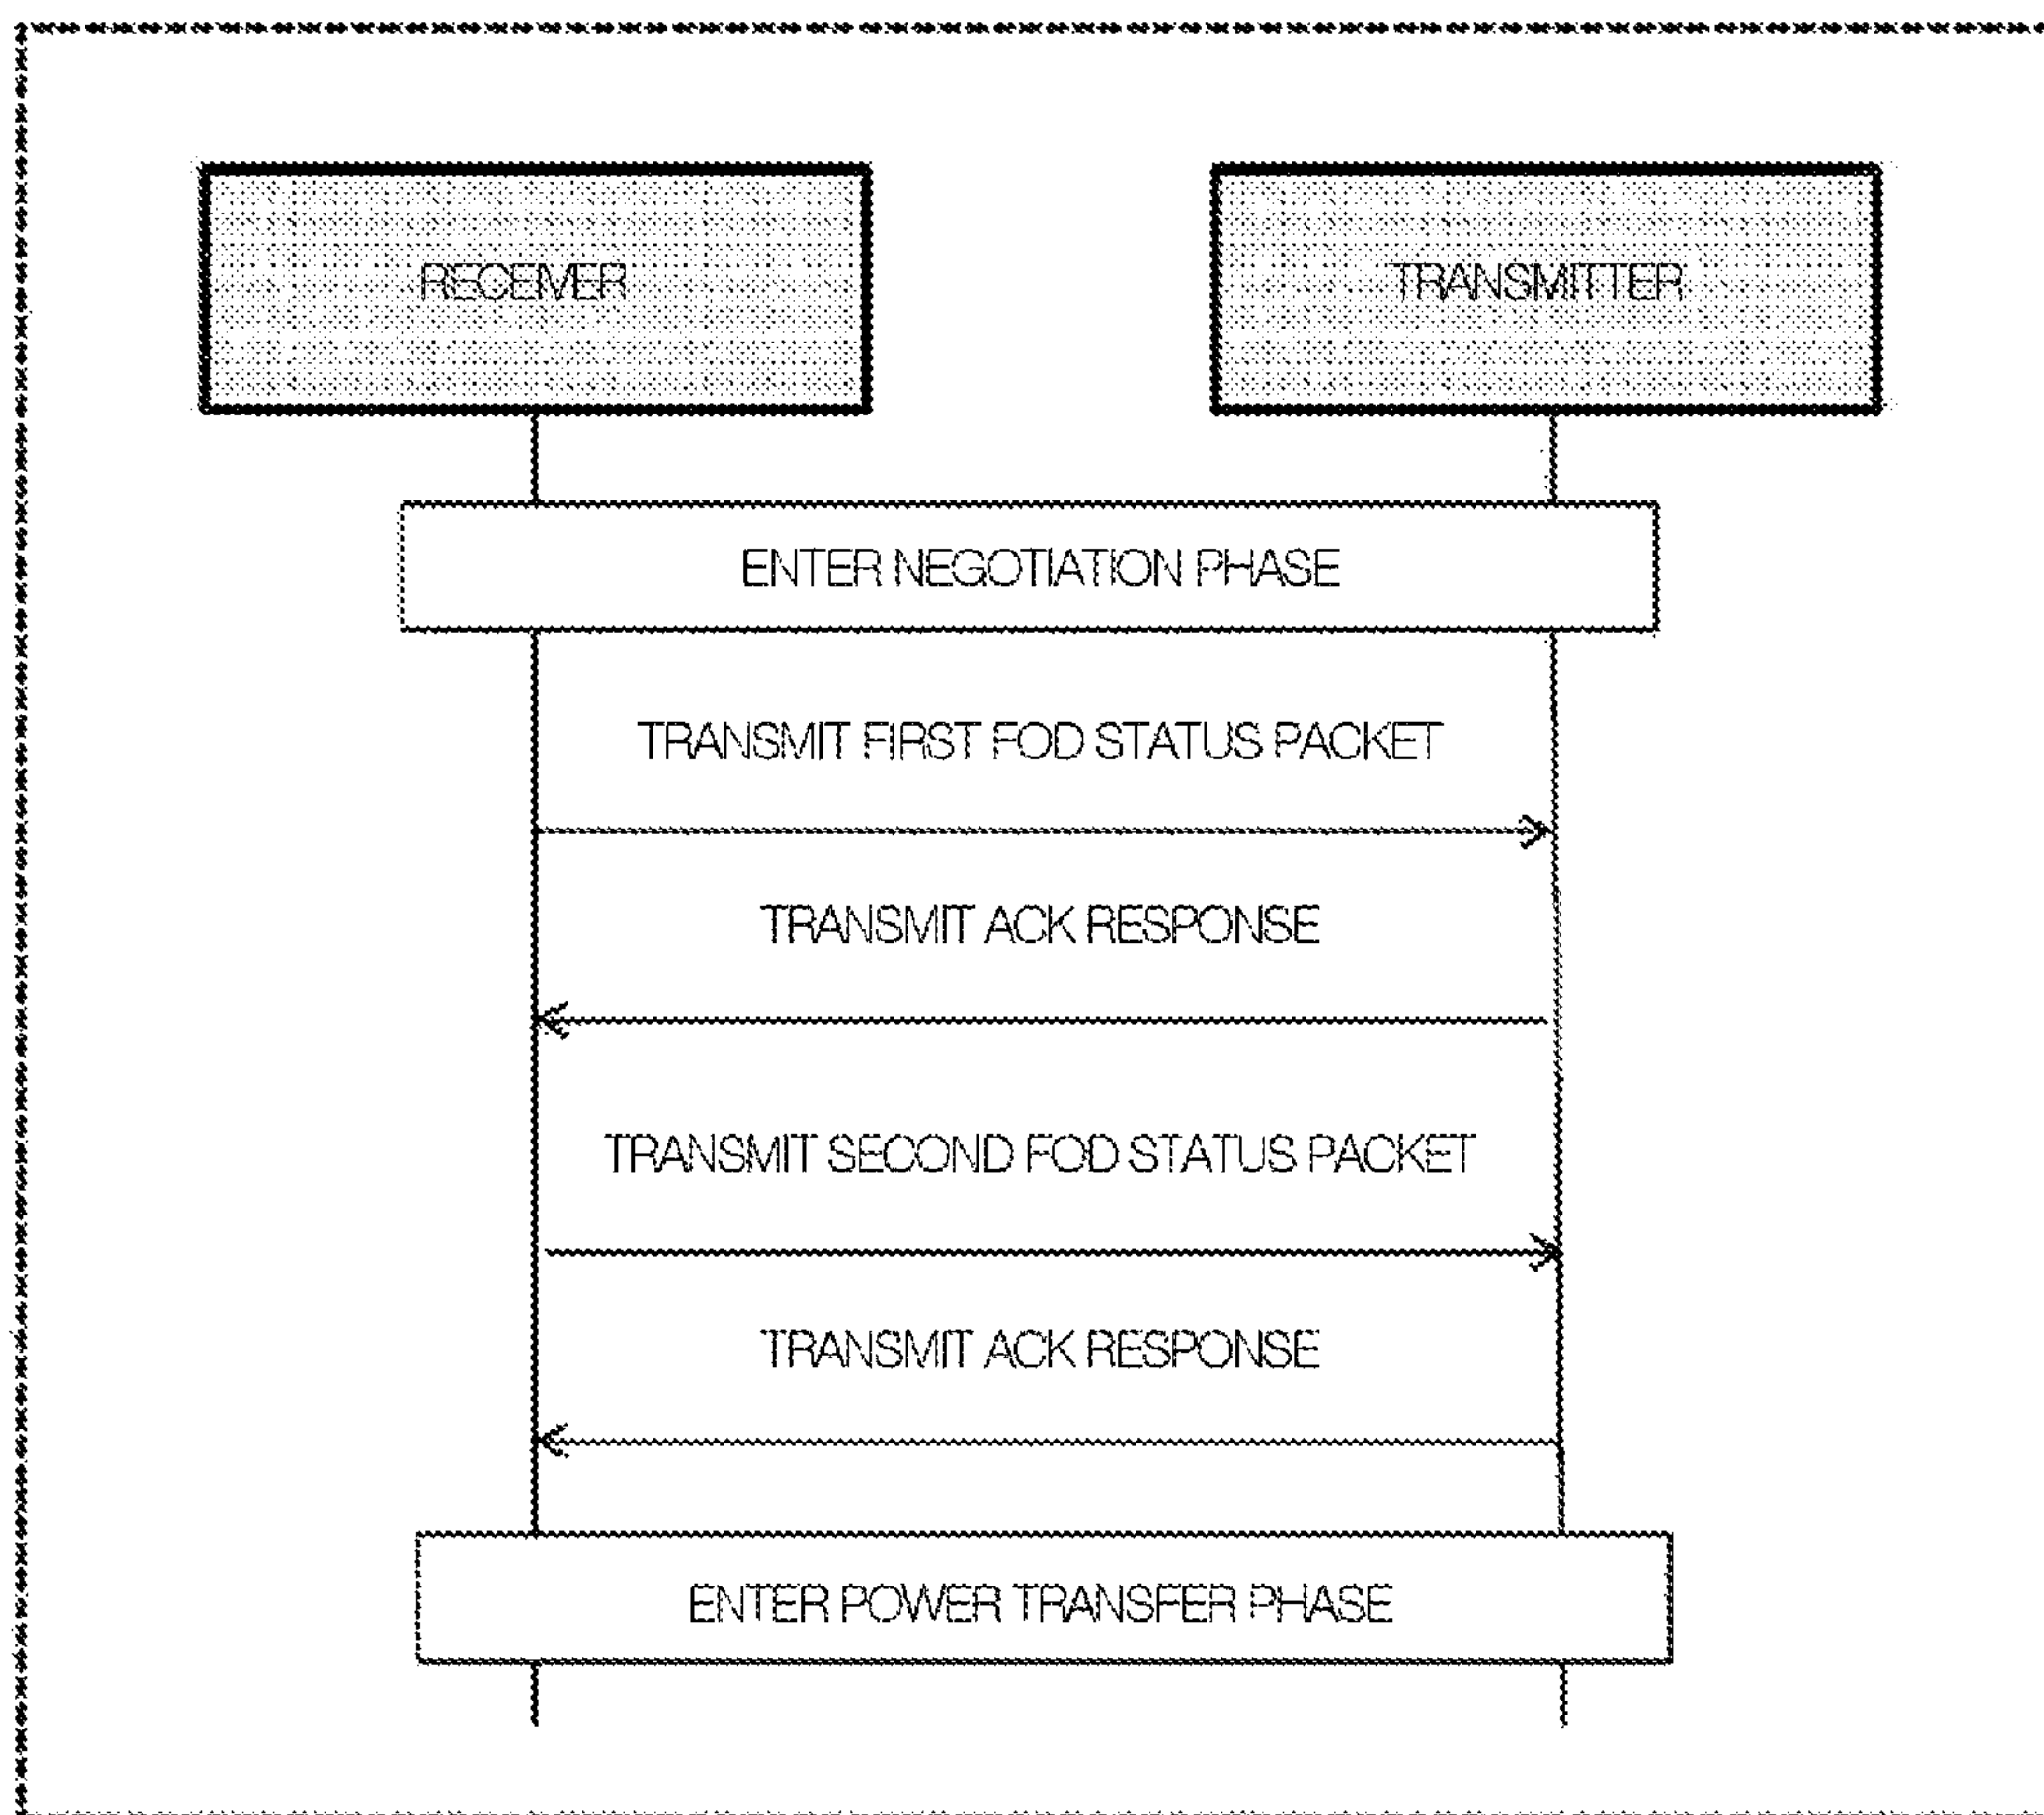 RECEIVER
TRANSMITTER
ENTER NEGOTIATION PHASE
TRANSMIT FIRST FOD STATUS PACKET
TRANSMIT ACK RESPONSE
TRANSMIT SECOND FOD STATUS PACKET
TRANSMIT ACK RESPONSE
ENTER POWER TRANSFER PHASE